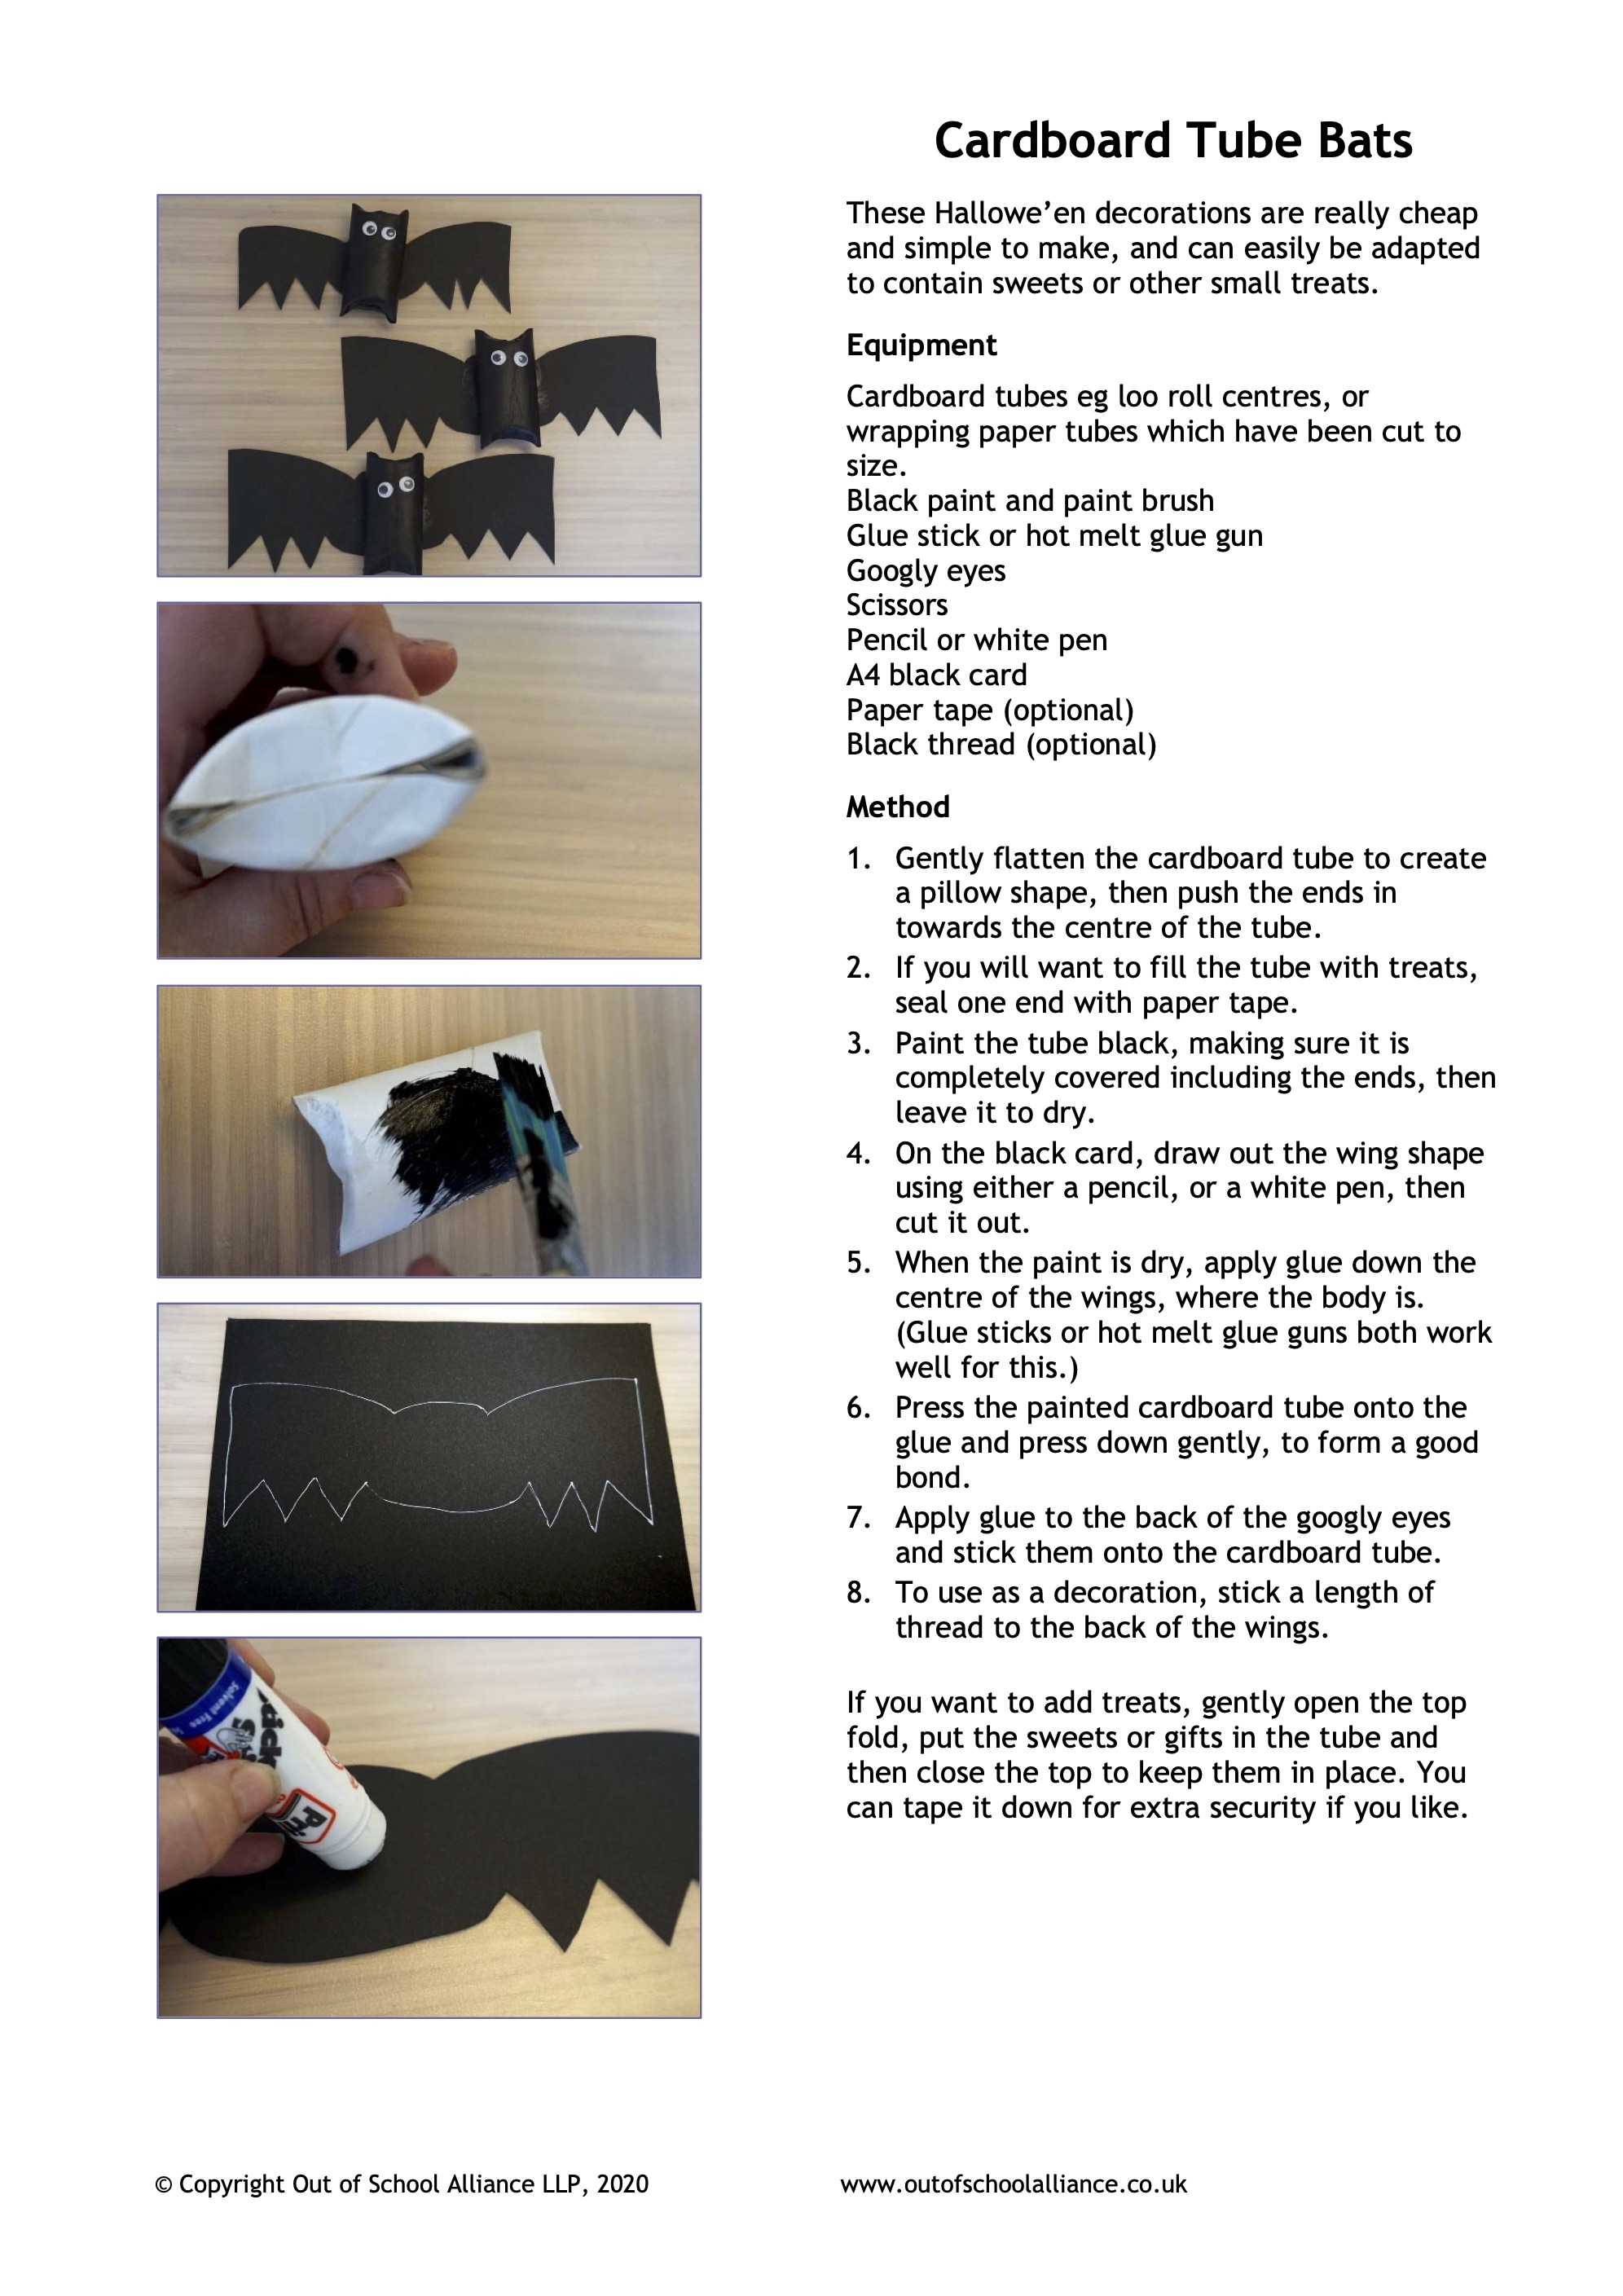 Cardboard Tube Bats
These Hallowe’en decorations are really cheap
and simple to make, and can easily be adapted
to contain sweets or other small treats.
Equipment
Cardboard tubes eg loo roll centres, or
wrapping paper tubes which have been cut to
size.
Black paint and paint brush
Glue stick or hot melt glue gun
Googly eyes
Scissors
Pencil or white pen
A4 black card
Paper tape (optional)
Black thread (optional)
Method
1. Gently flatten the cardboard tube to create
a pillow shape, then push the ends in
towards the centre of the tube.
2. If you will want to fill the tube with treats,
seal one end with paper tape.
3. Paint the tube black, making sure it is
completely covered including the ends, then
leave it to dry.
4. On the black card, draw out the wing shape
using either a pencil, or a white pen, then
cut it out.
5. When the paint is dry, apply glue down the
centre of the wings, where the body is.
(Glue sticks or hot melt glue guns both work
well for this.)
6. Press the painted cardboard tube onto the
glue and press down gently, to form a good
bond.
7. Apply glue to the back of the googly eyes
and stick them onto the cardboard tube.
8. To use as a decoration, stick a length of
thread to the back of the wings.
If you want to add treats, gently open the top
fold, put the sweets or gifts in the tube and
then close the top to keep them in place. You
can tape it down for extra security if you like.
Solvent Free
Pri
© Copyright Out of School Alliance LLP, 2020
www.outofschoolalliance.co.uk